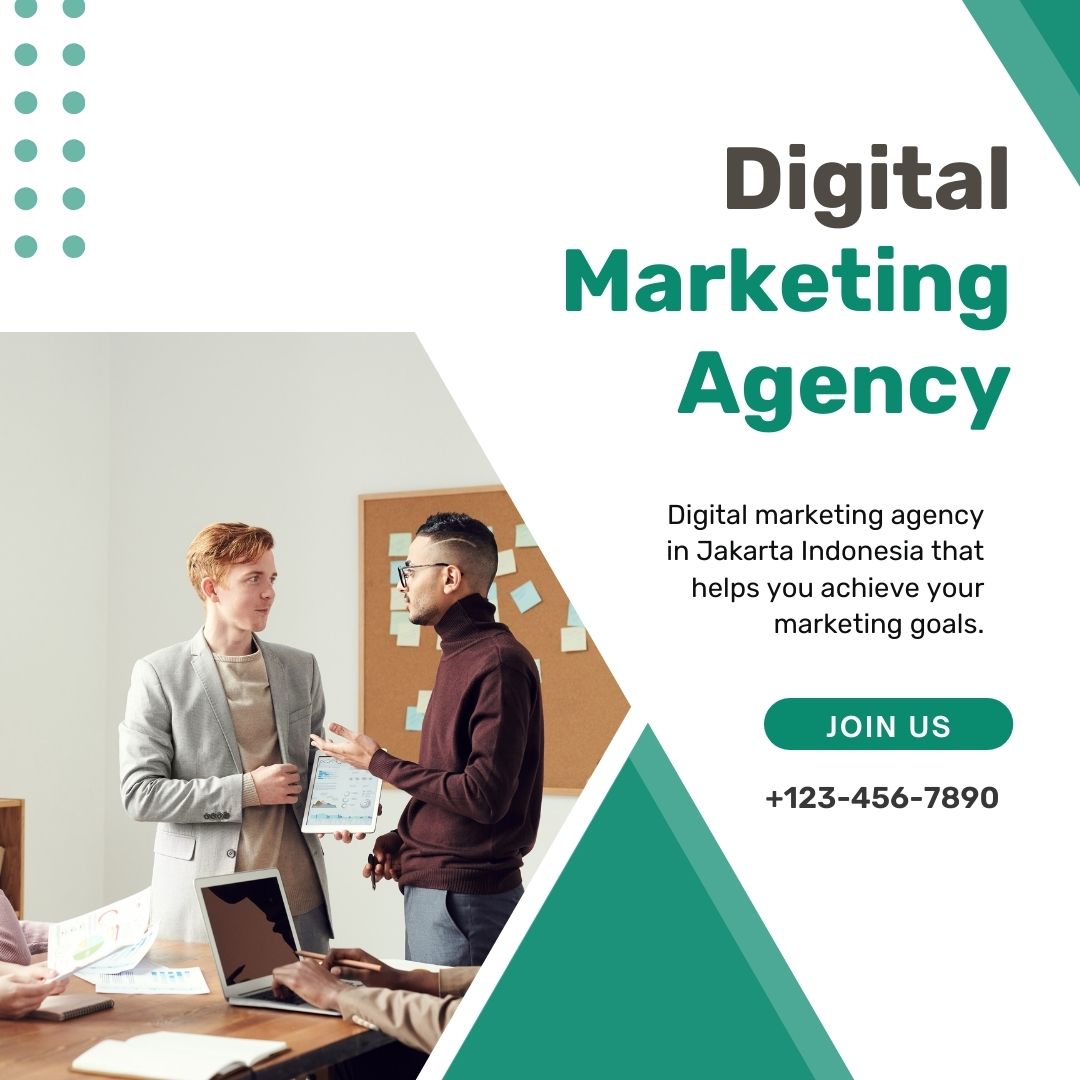 Digital
Marketing
Agency
Digital marketing agency
in Jakarta Indonesia that
helps you achieve your
marketing goals.
JOIN US
+123-456-7890